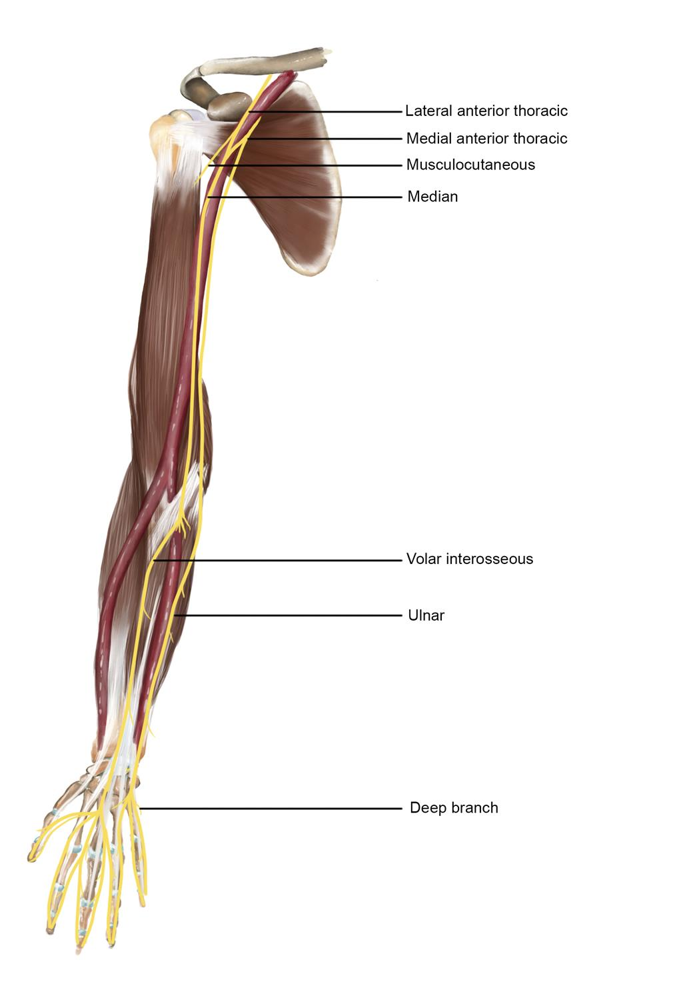 Lateral anterior thoracic
Medial anterior thoracic
Musculocutaneous
Median
Volar interosseous
Ulnar
Deep branch